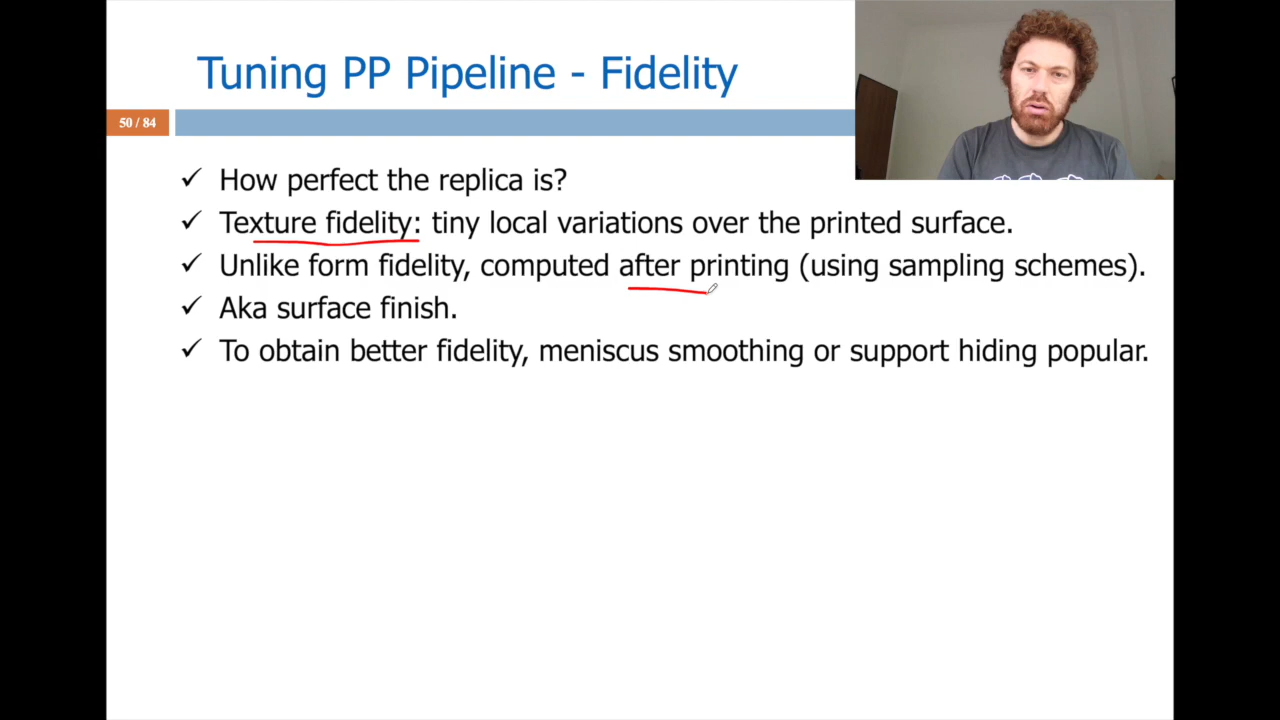 Tuning PP Pipeline - Fidelity
50 / 84
✓ How perfect the replica is?
✓ Texture fidelity: tiny local variations over the printed surface.
✓ Unlike form fidelity, computed after printing (using sampling schemes).
✓ Aka surface finish.
✓ To obtain better fidelity, meniscus smoothing or support hiding popular.